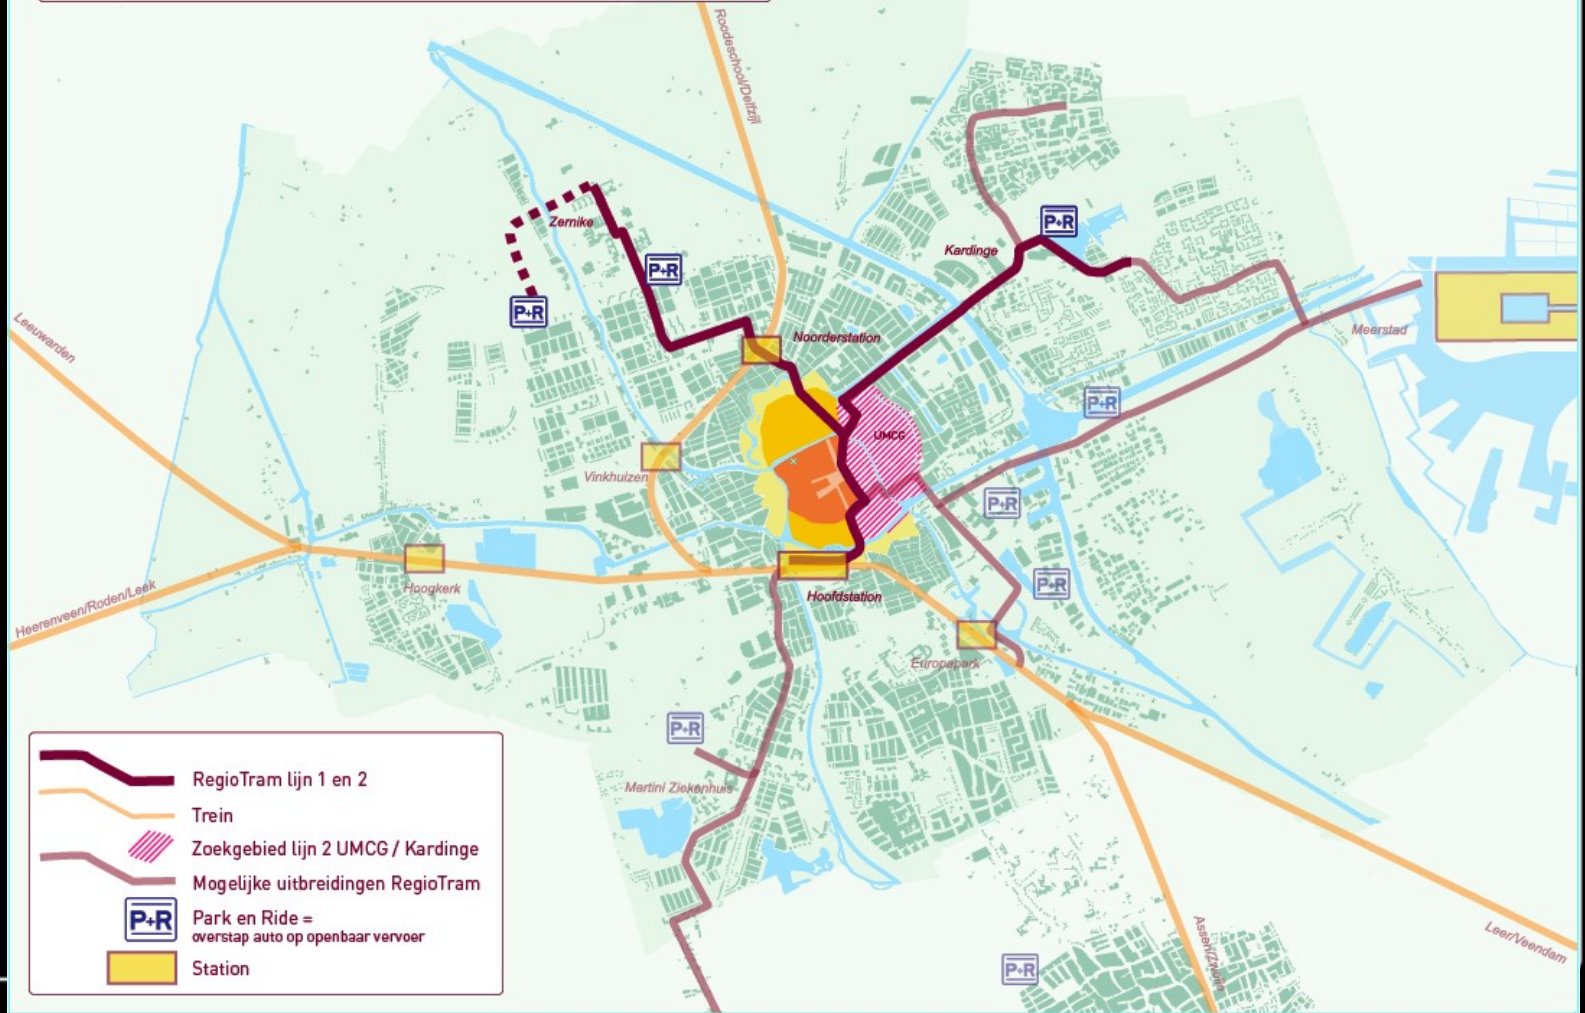 Roodeschool/Delfzijl
P+R
Zernike
Kardinge
P+R
P+R
Leeuwarden
Noorderstation
Meerstad
P+R
UMCG
Vinkhuizen
P+R
Hoogkerk
Heerenveen/Roden/Leek
Hoofdstation
P+R
Europapark
P+R
Martini Ziekenhuis
RegioTram lijn 1 en 2
Trein
Zoekgebied lijn 2 UMCG / Kardinge
Mogelijke uitbreidingen RegioTram
P+R
Park en Ride =
overstap auto op openbaar vervoer
Station
P+R
Assen/Zwolle
Leer/Veendam